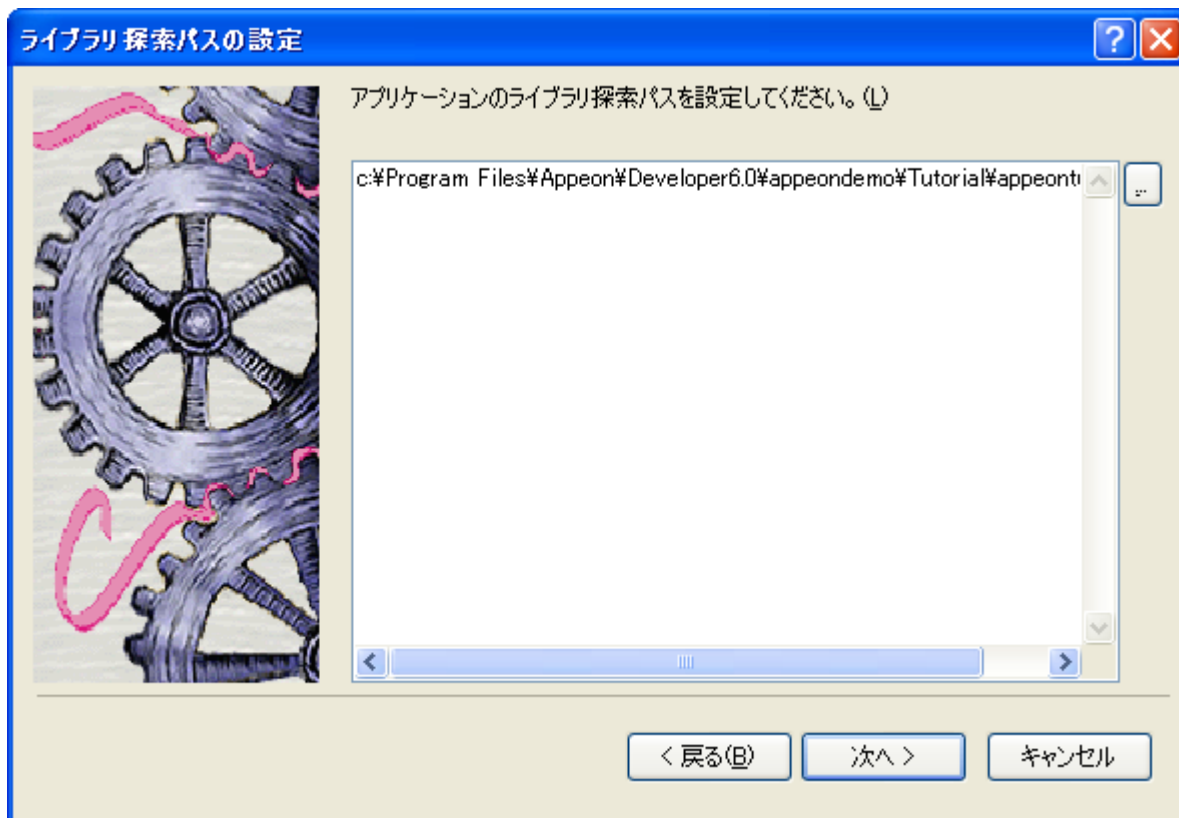 ライブラリ探索パスの設定
アプリケーションのライブラリ探索パスを設定してください。(L)
c:¥Program Files¥Appeon¥Developer6.0¥appeondemo¥Tutorial¥appeontu
...
< 戻る(B)
次へ >
キャンセル